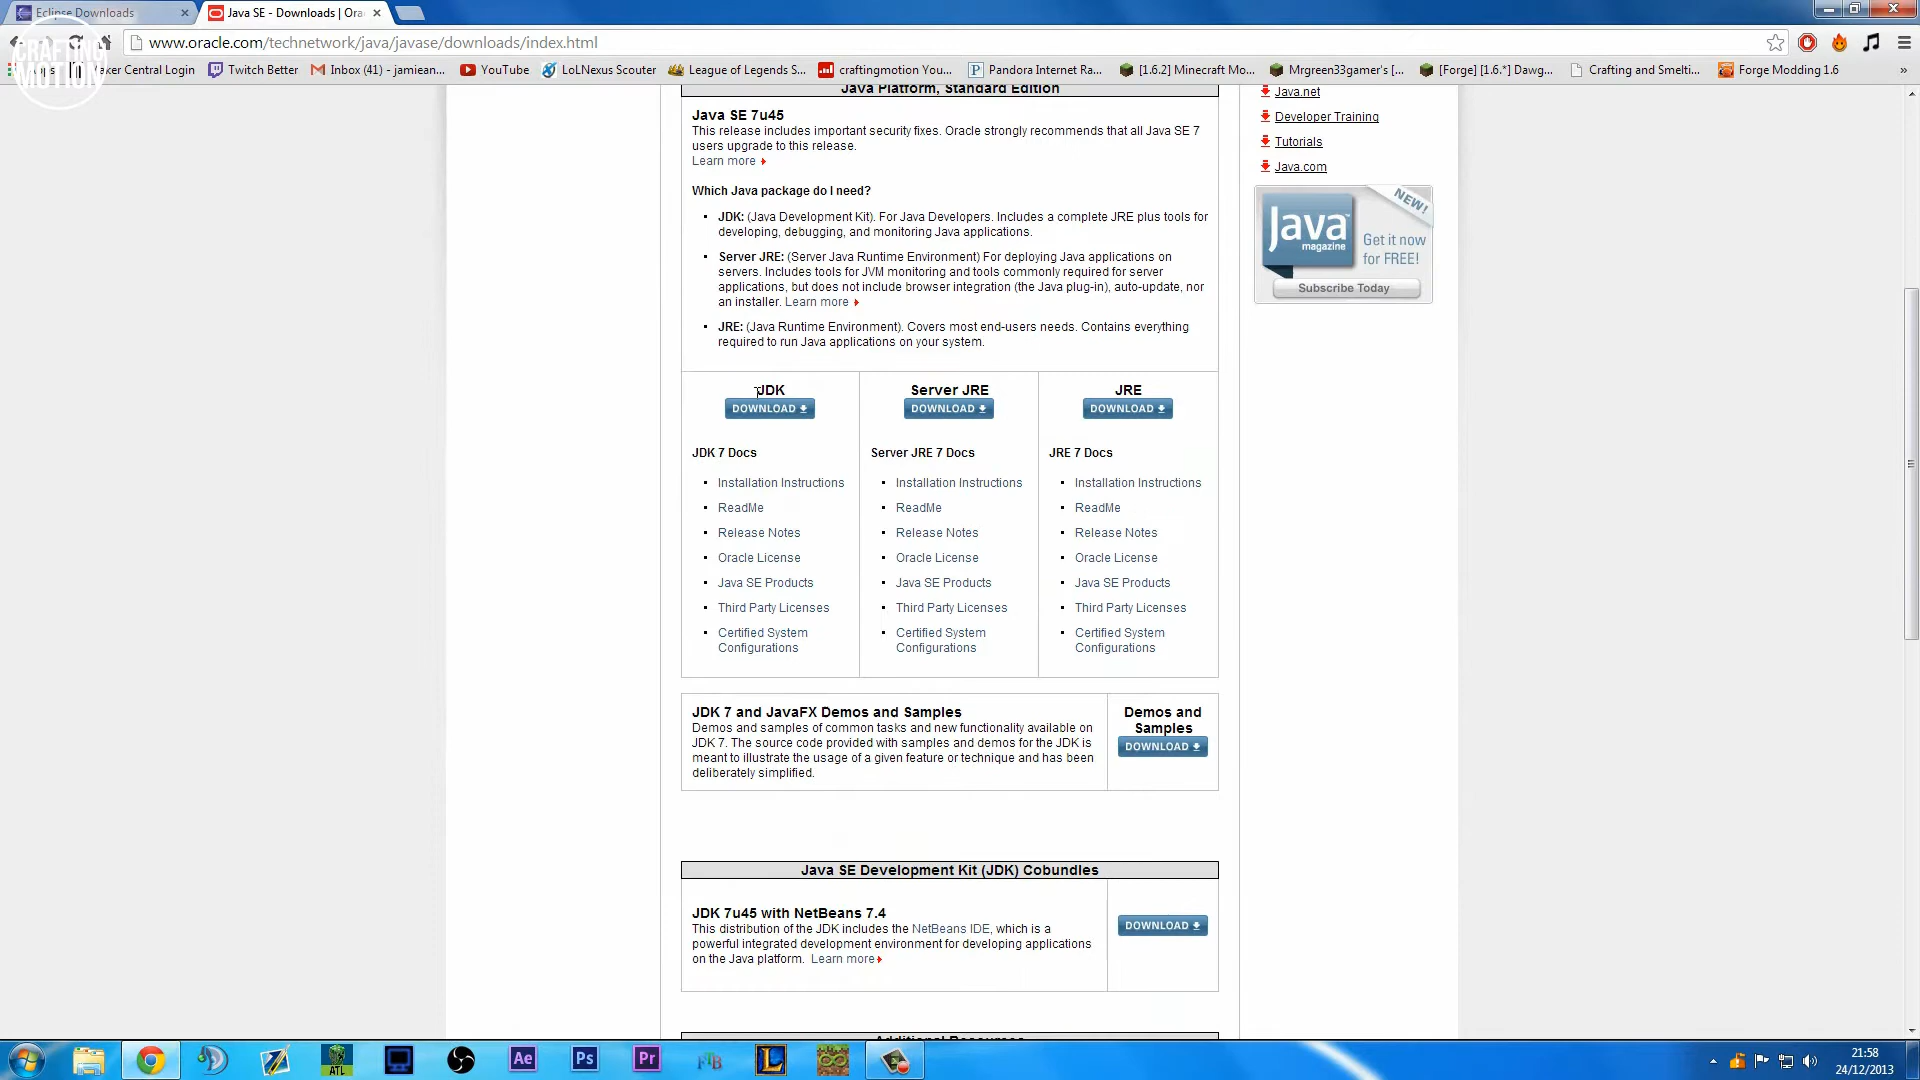 Eclipse Downloads
Java SE - Downloads | Ora
www.oracle.com/technetwork/java/javase/downloads/index.html
CRAFTING MOTION
aker Central Login
Twitch Better
Inbox (41) - jamiean...
YouTube
LoLNexus Scouter
League of Legends S...
craftingmotion You...
Pandora Internet Ra...
[1.6.2] Minecraft Mo...
Mrgreen33gamer's [...
[Forge] [1.6.*] Dawg...
Crafting and Smelti...
Forge Modding 1.6
»
Java Platform, Standard Edition
Java SE 7u45
This release includes important security fixes. Oracle strongly recommends that all Java SE 7
users upgrade to this release.
Learn more
Which Java package do I need?
JDK: (Java Development Kit). For Java Developers. Includes a complete JRE plus tools for
developing, debugging, and monitoring Java applications.
Server JRE: (Server Java Runtime Environment) For deploying Java applications on
servers. Includes tools for JVM monitoring and tools commonly required for server
applications, but does not include browser integration (the Java plug-in), auto-update, nor
an installer. Learn more
JRE: (Java Runtime Environment). Covers most end-users needs. Contains everything
required to run Java applications on your system.
JDK
DOWNLOAD
JDK 7 Docs
Installation Instructions
ReadMe
Release Notes
Oracle License
Java SE Products
Third Party Licenses
Certified System
Configurations
Server JRE
DOWNLOAD
Server JRE 7 Docs
Installation Instructions
ReadMe
Release Notes
Oracle License
Java SE Products
Third Party Licenses
Certified System
Configurations
JRE
DOWNLOAD
JRE 7 Docs
Installation Instructions
ReadMe
Release Notes
Oracle License
Java SE Products
Third Party Licenses
Certified System
Configurations
JDK 7 and JavaFX Demos and Samples
Demos and samples of common tasks and new functionality available on
JDK 7. The source code provided with samples and demos for the JDK is
meant to illustrate the usage of a given feature or technique and has been
deliberately simplified.
Demos and
Samples
DOWNLOAD
Java SE Development Kit (JDK) Cobundles
JDK 7u45 with NetBeans 7.4
This distribution of the JDK includes the NetBeans IDE, which is a
powerful integrated development environment for developing applications
on the Java platform. Learn more
DOWNLOAD
Additional Resources
Java.net
Developer Training
Tutorials
Java.com
NEW!
Java
magazine
Get it now
for FREE!
Subscribe Today
ATL
Ae
Ps
Pr
FTB
L
21:58
24/12/2013